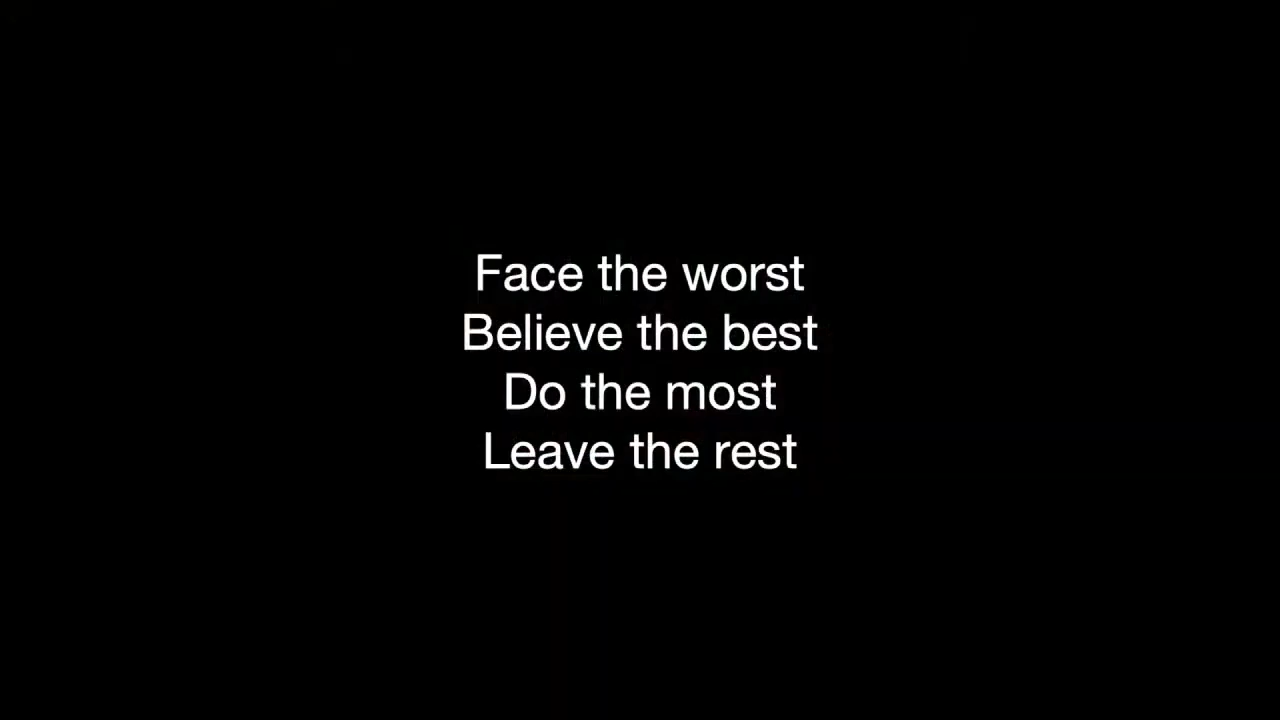 Face the worst
Believe the best
Do the most
Leave the rest